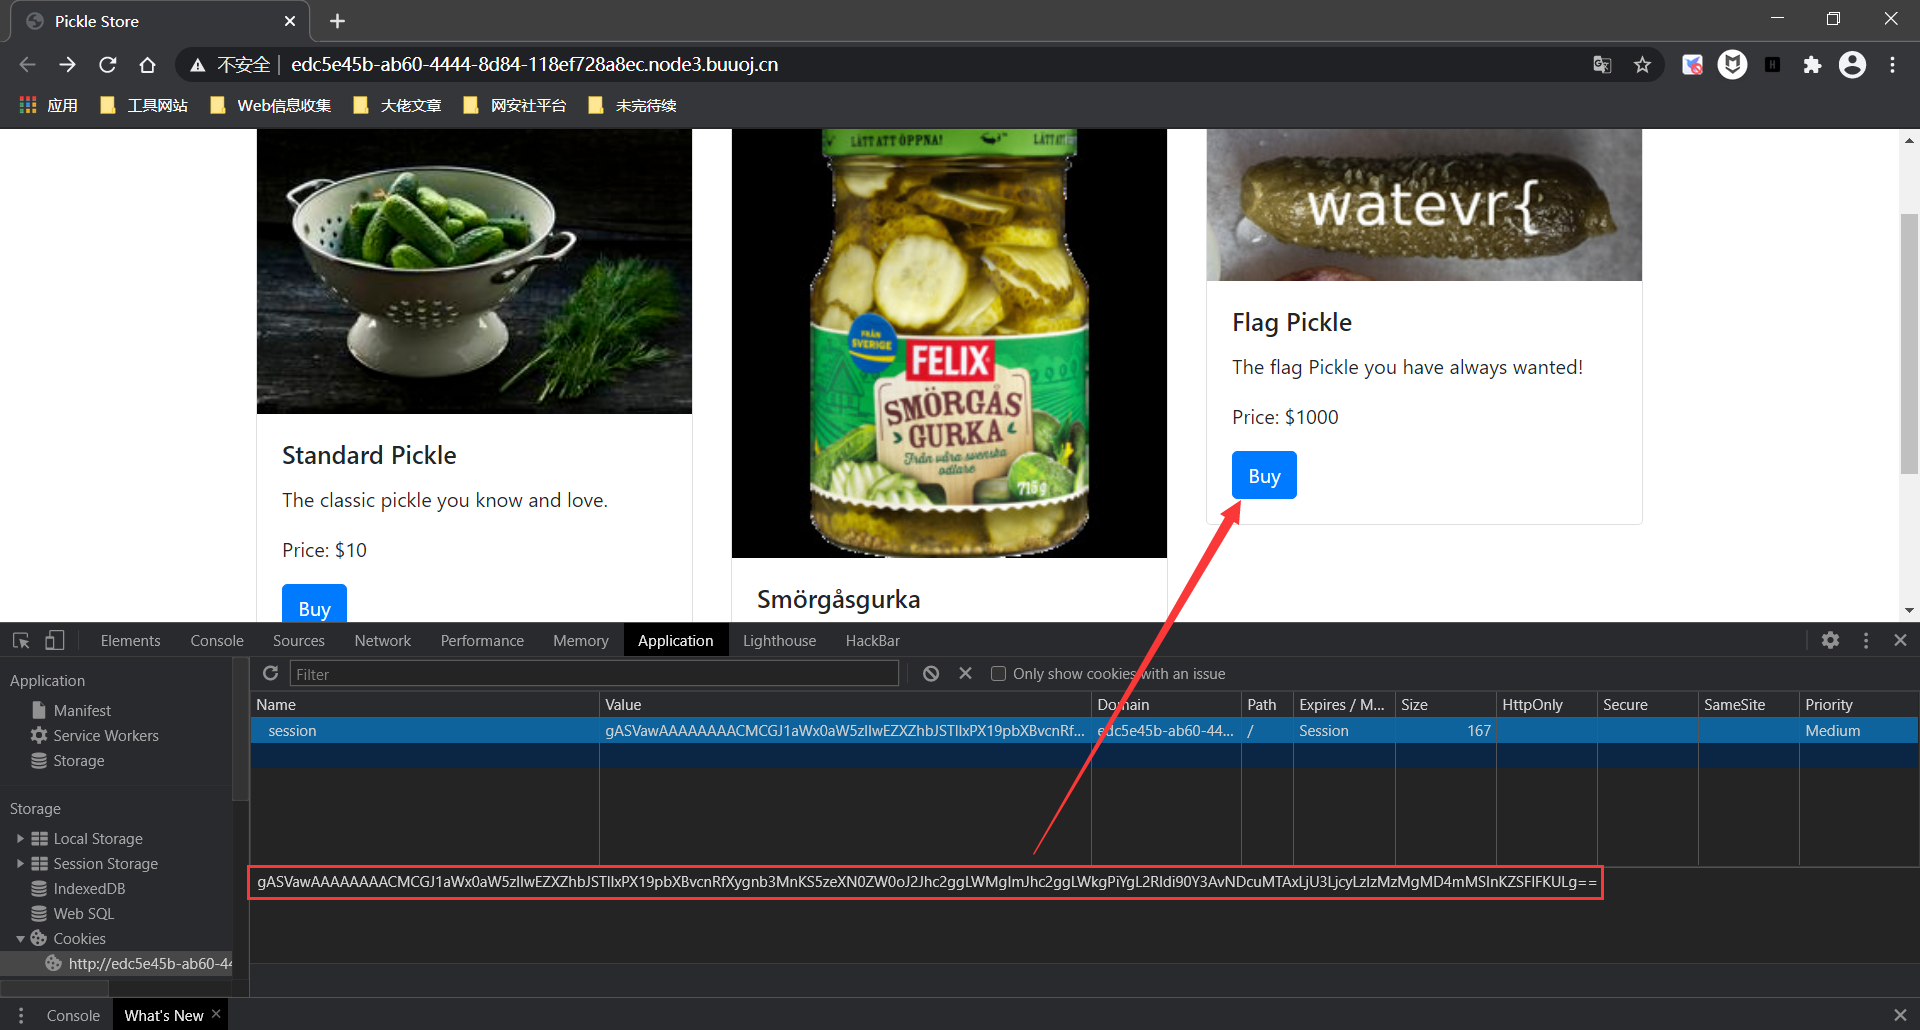 Pickle Store
不安全 | edc5e45b-ab60-4444-8d84-118ef728a8ec.node3.buuoj.cn
应用 工具网站 Web信息收集 大佬文章 网安社平台 未完待续
LÄTT ATT ÖPPNA!
FRÅN SVERIGE
FELIX
SMÖRGÅS
GURKA
Från våra svenska
odlare
715g
watevr{
Standard Pickle
The classic pickle you know and love.
Price: $10
Buy
Smörgåsgurka
Flag Pickle
The flag Pickle you have always wanted!
Price: $1000
Buy
Elements Console Sources Network Performance Memory Application Lighthouse HackBar
Filter
Only show cookies with an issue
Application
Manifest
Service Workers
Storage
Storage
Local Storage
Session Storage
IndexedDB
Web SQL
Cookies
http://edc5e45b-ab60-44
Name Value Domain Path Expires / M... Size HttpOnly Secure SameSite Priority
session gASVawAAAAAAAACMCGJ1aWx0aW5zlIwEZXZhbJSTlIxPX19pbXBvcnRf... edc5e45b-ab60-44... / Session 167 Medium
gASVawAAAAAAAACMCGJ1aWx0aW5zlIwEZXZhbJSTlIxPX19pbXBvcnRfXygnb3MnKS5zeXN0ZW0oJ2Jhc2ggLWMgImJhc2ggLWkgPiYgL2Rldi90Y3AvNDcuMTAxLjU3LjcyLzIzMzMgMD4mMSInKZSFlFKULg==
Console What's New